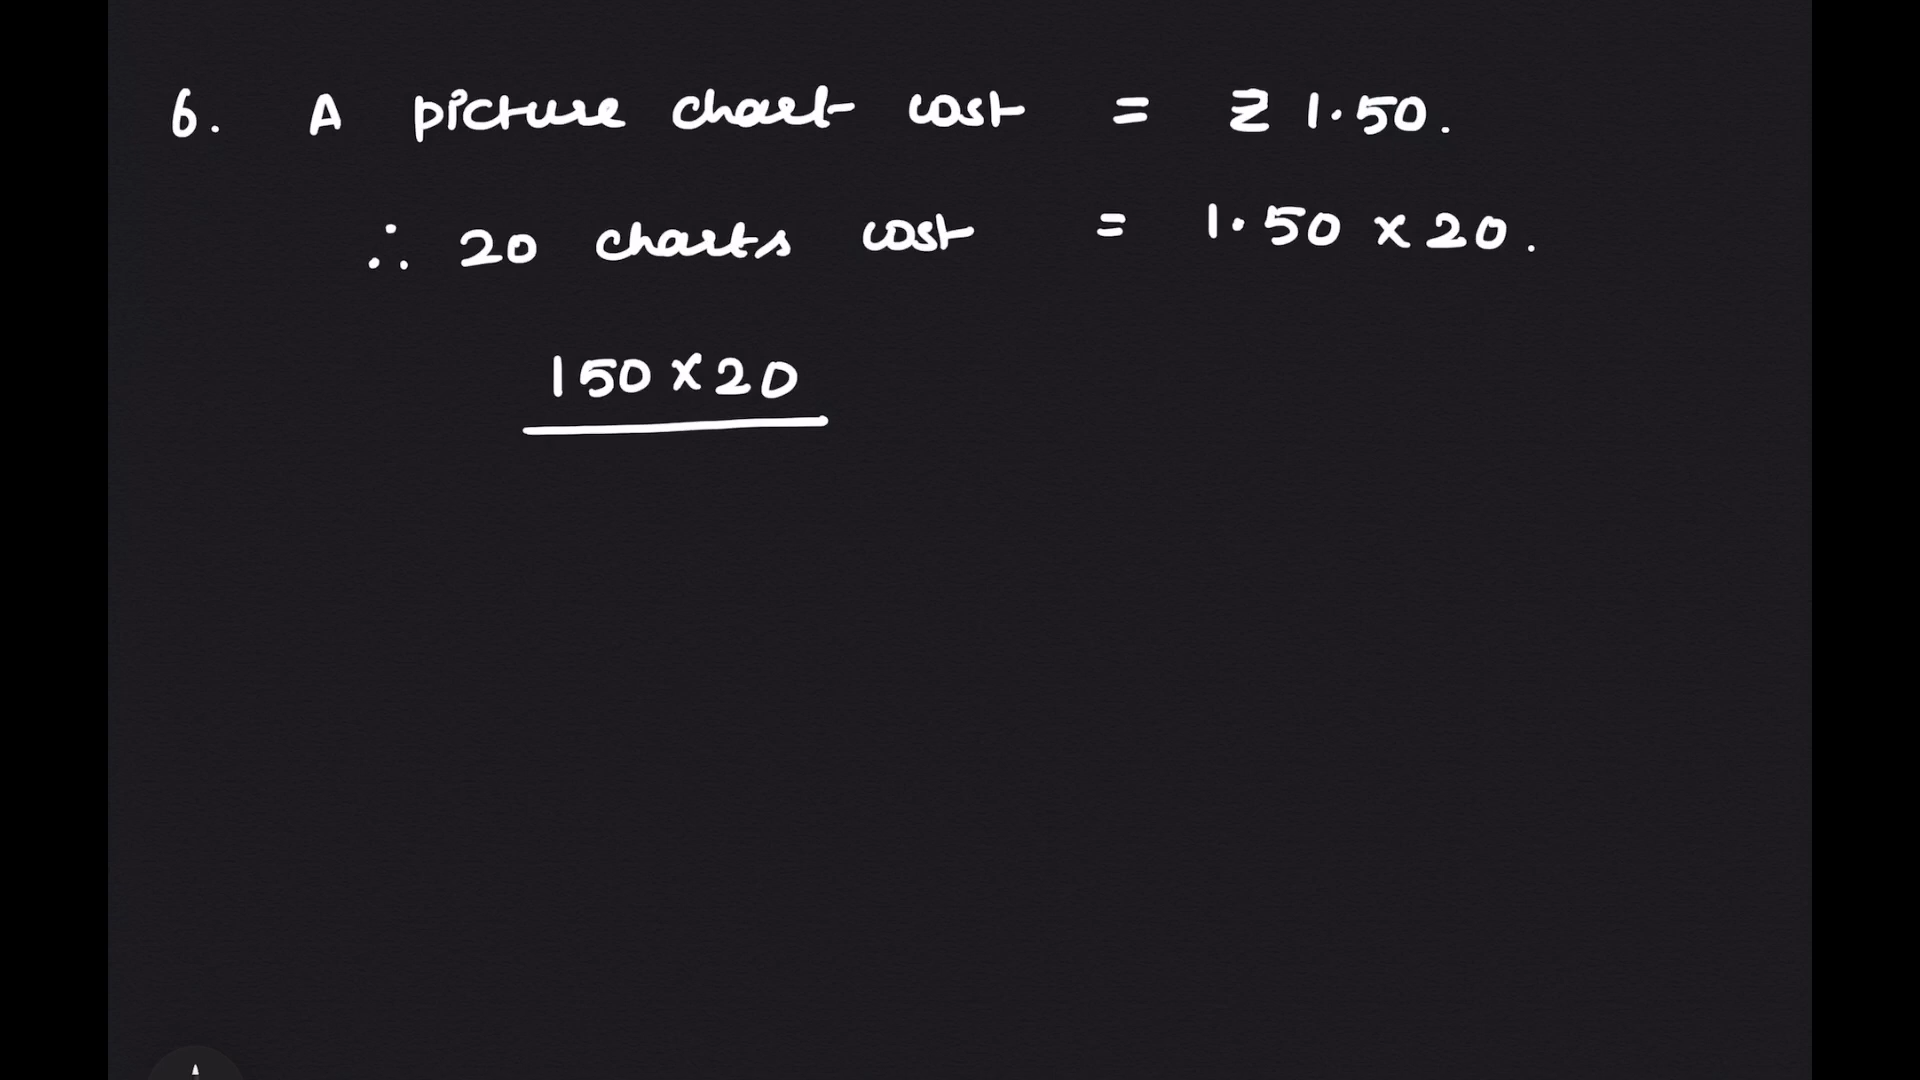 6. A picture chart cost = ₹ 1.50.
∴ 20 charts cost = 1.50 x 20.
150 x 20